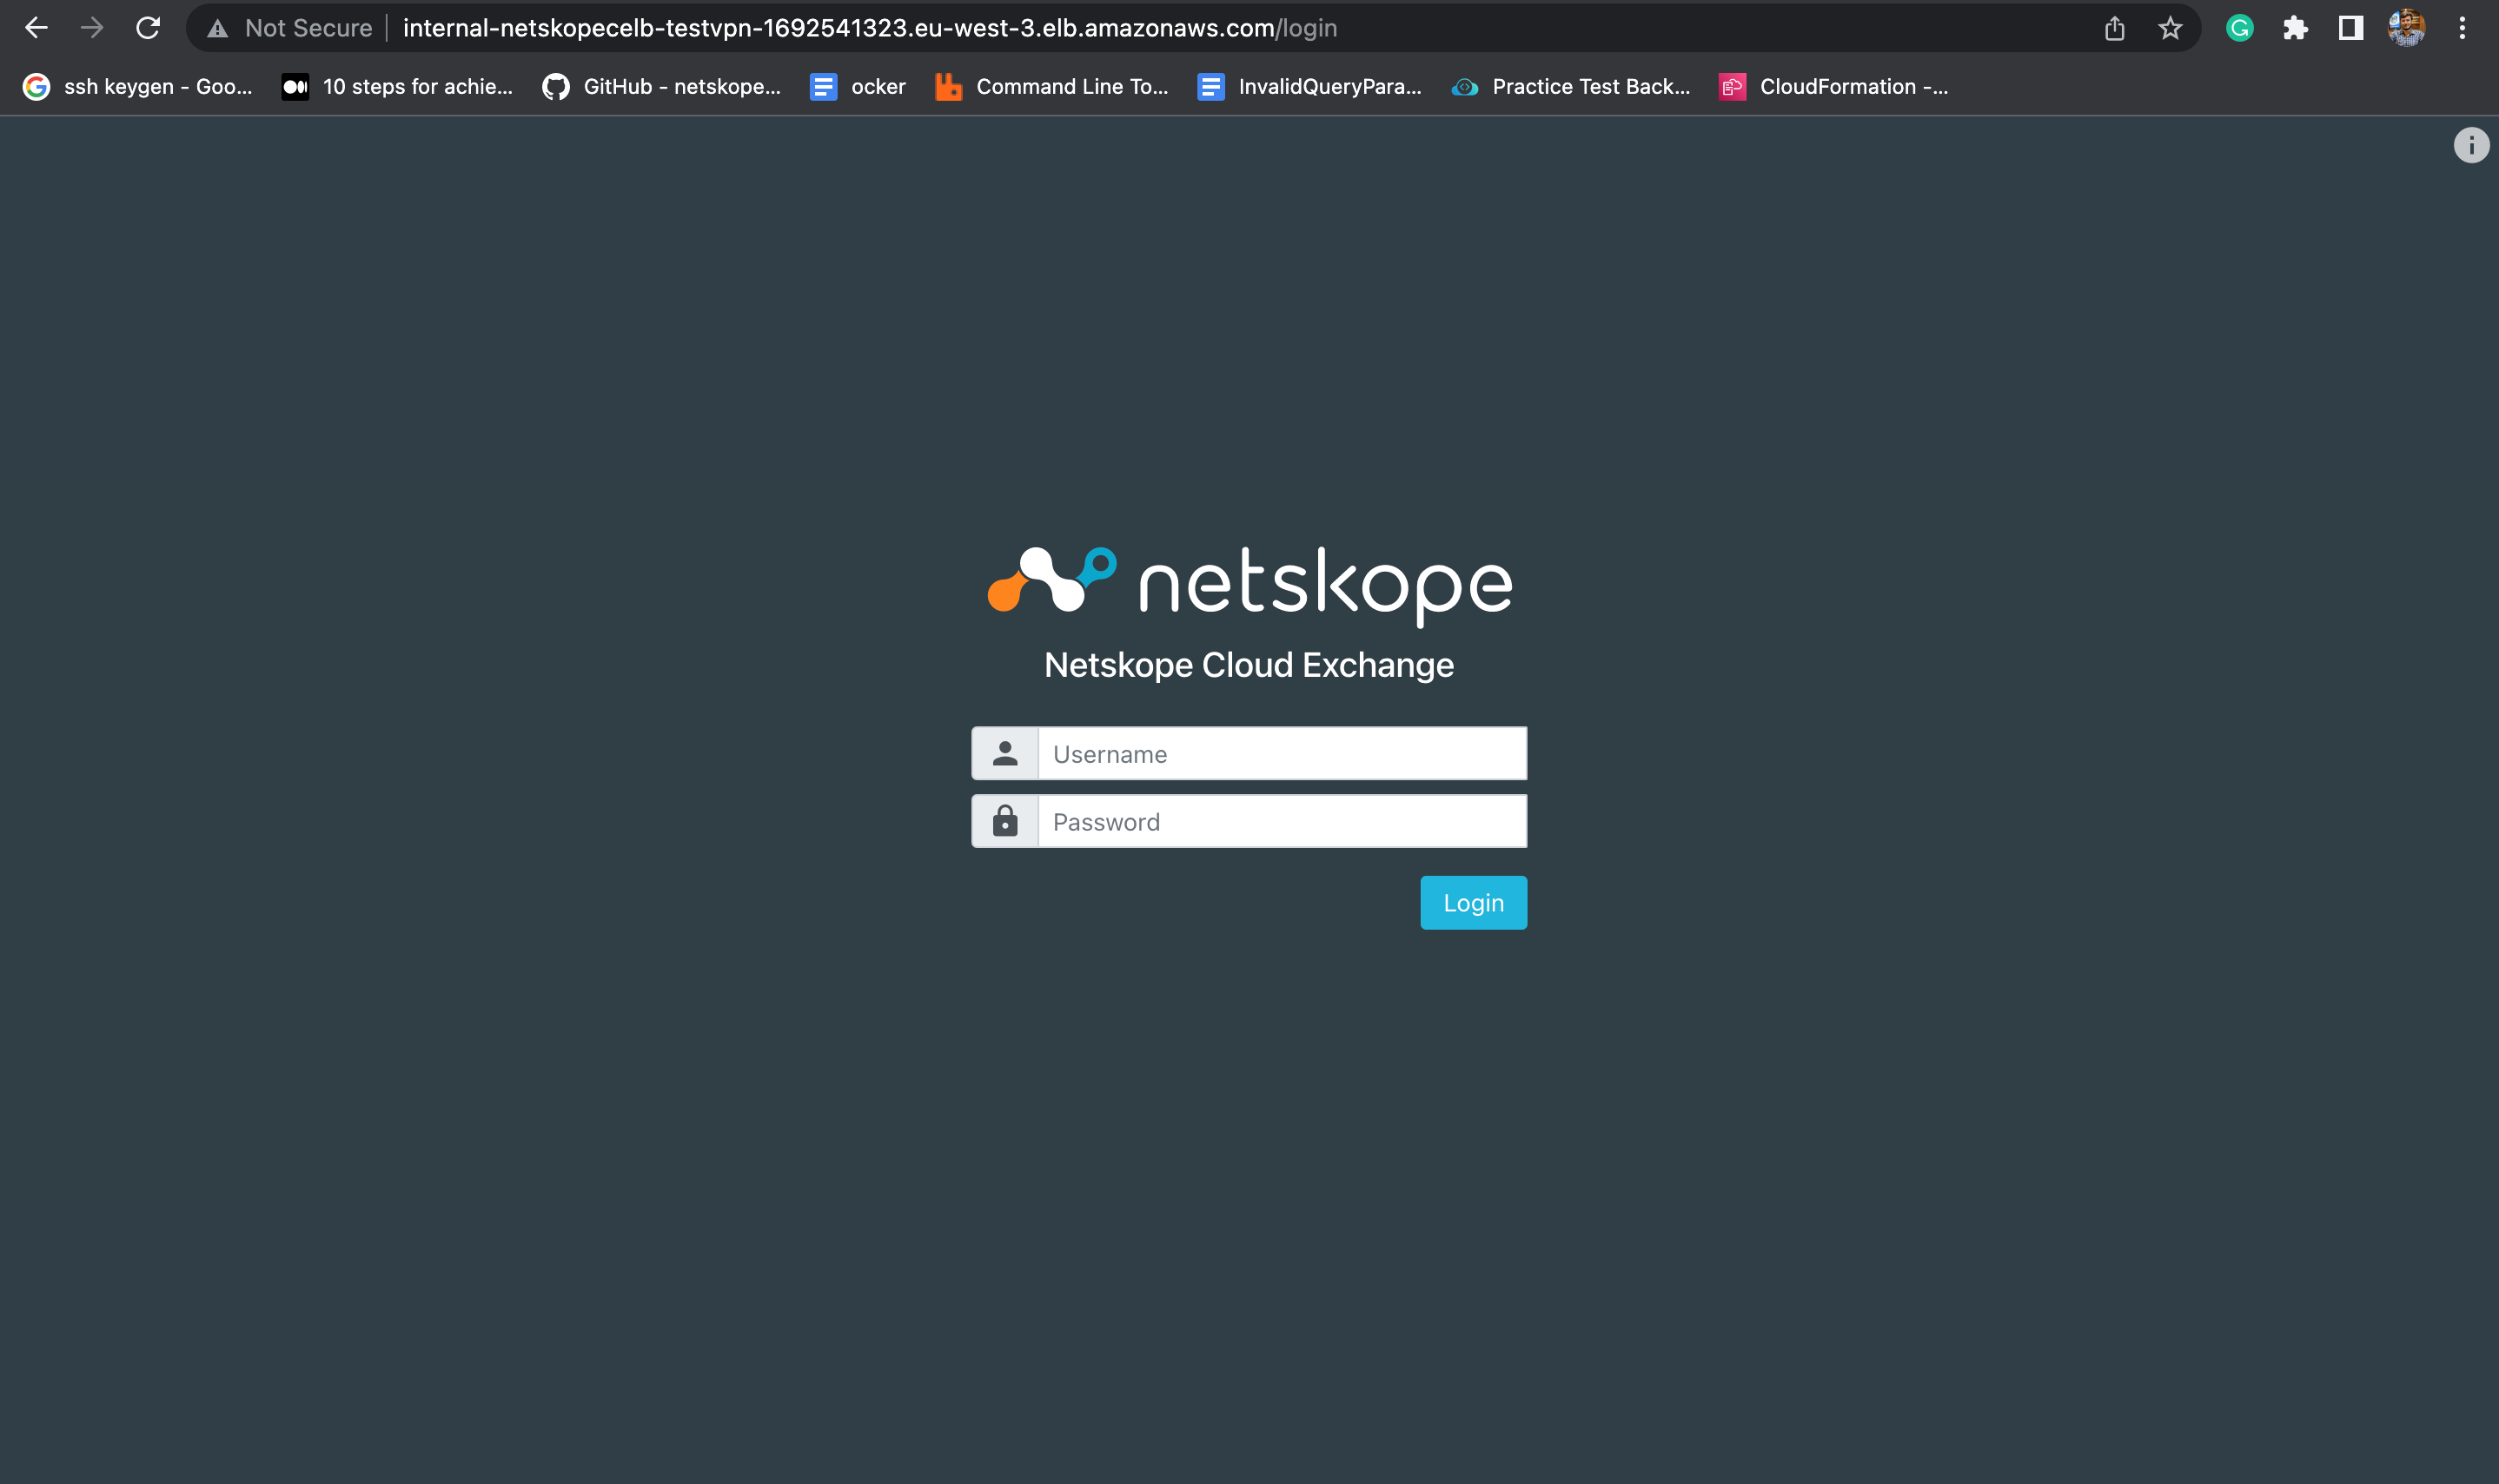 Not Secure internal-netskopecelb-testvpn-1692541323.eu-west-3.elb.amazonaws.com/login
ssh keygen - Goo... 10 steps for achie... GitHub - netskope... ocker Command Line To... InvalidQueryPara... Practice Test Back... CloudFormation -...
netskope
Netskope Cloud Exchange
Username
Password
Login